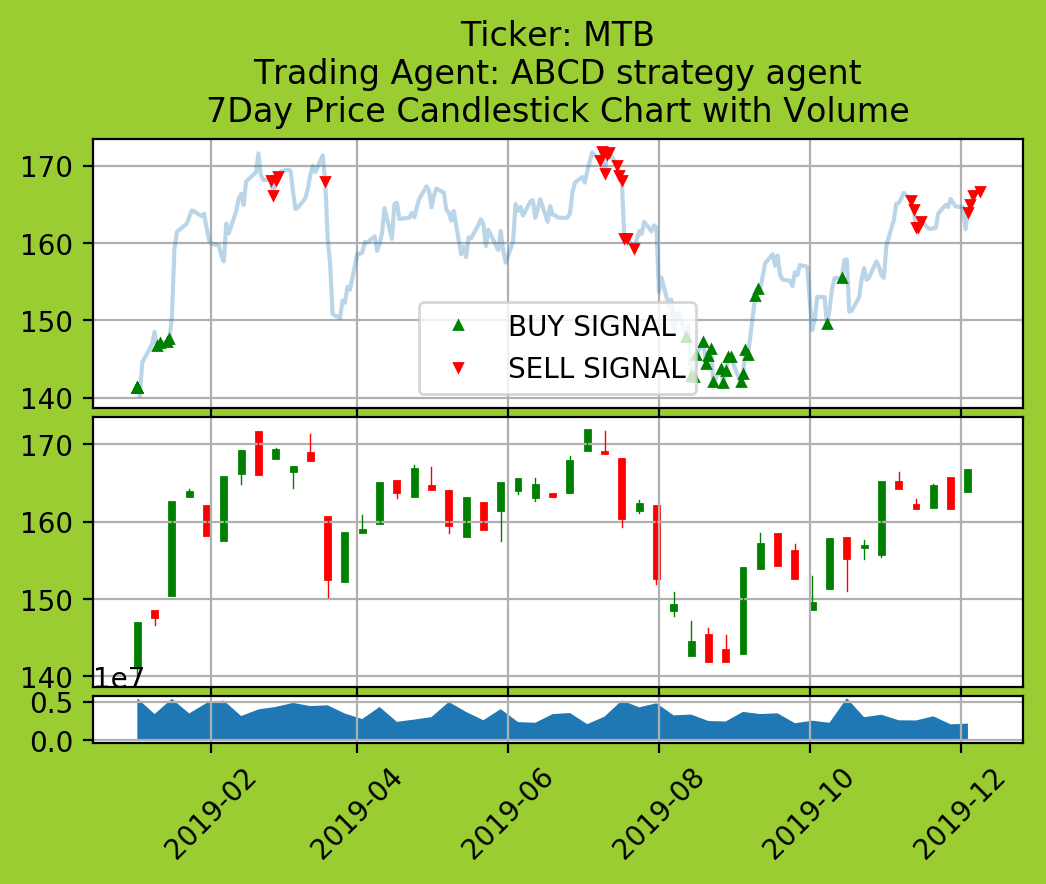 Ticker: MTB
Trading Agent: ABCD strategy agent
7Day Price Candlestick Chart with Volume
170
160
150
140
BUY SIGNAL
SELL SIGNAL
170
160
150
140
1e7
0.5
0.0
2019-02
2019-04
2019-06
2019-08
2019-10
2019-12